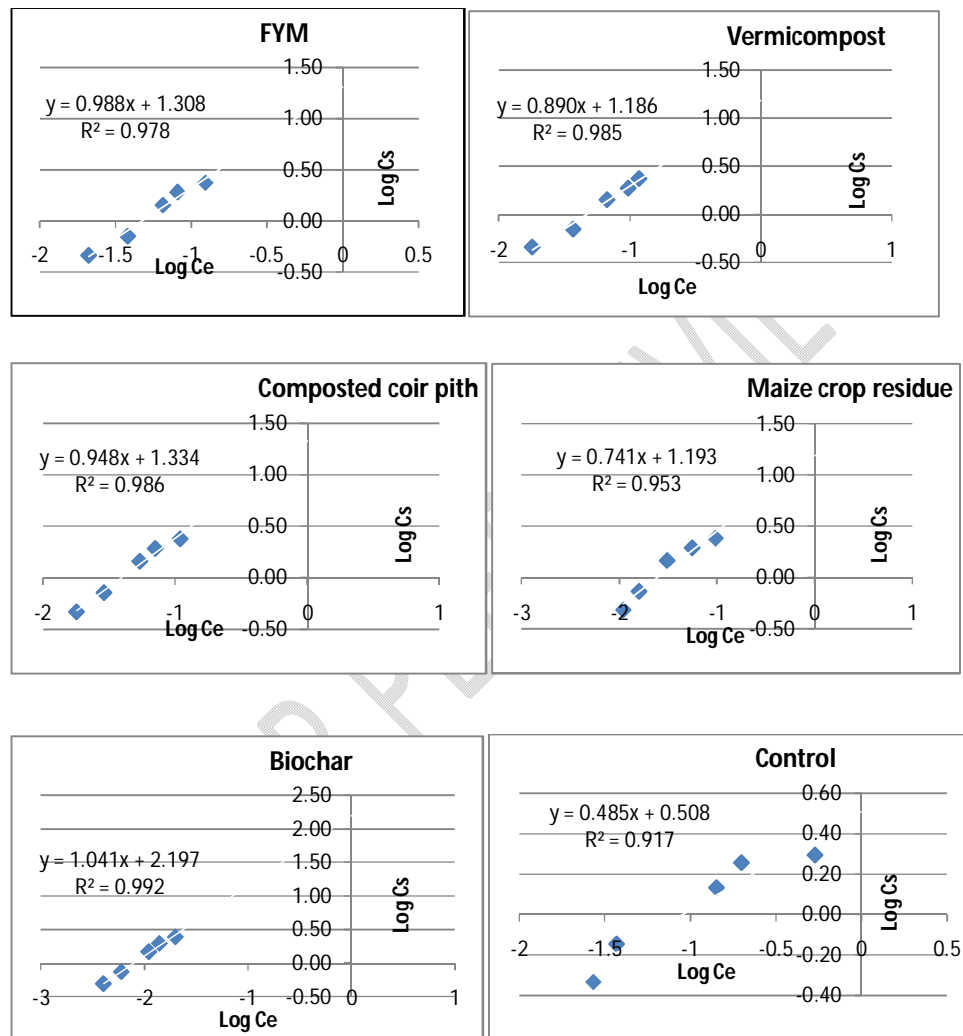 FYM
1.50
y = 0.988x + 1.308
R² = 0.978
1.00
0.50
Log Cs
0.00
-2 -1.5 -1 -0.5 0 0.5
-0.50
Log Ce
Vermicompost
1.50
y = 0.890x + 1.186
R² = 0.985
1.00
0.50
Log Cs
0.00
-2 -1 0 1
-0.50
Log Ce
Composted coir pith
1.50
y = 0.948x + 1.334
R² = 0.986
1.00
0.50
Log Cs
0.00
-2 -1 0 1
-0.50
Log Ce
Maize crop residue
1.50
y = 0.741x + 1.193
R² = 0.953
1.00
0.50
Log Cs
0.00
-3 -2 -1 0 1
-0.50
Log Ce
Biochar
2.50
2.00
y = 1.041x + 2.197
R² = 0.992
1.50
1.00
0.50
Log Cs
0.00
-0.50
-3 -2 -1 0 1
Log Ce
Control
0.60
y = 0.485x + 0.508
R² = 0.917
0.40
0.20
Log Cs
0.00
-2 -1.5 -1 -0.5 0 0.5
-0.20
Log Ce
-0.40